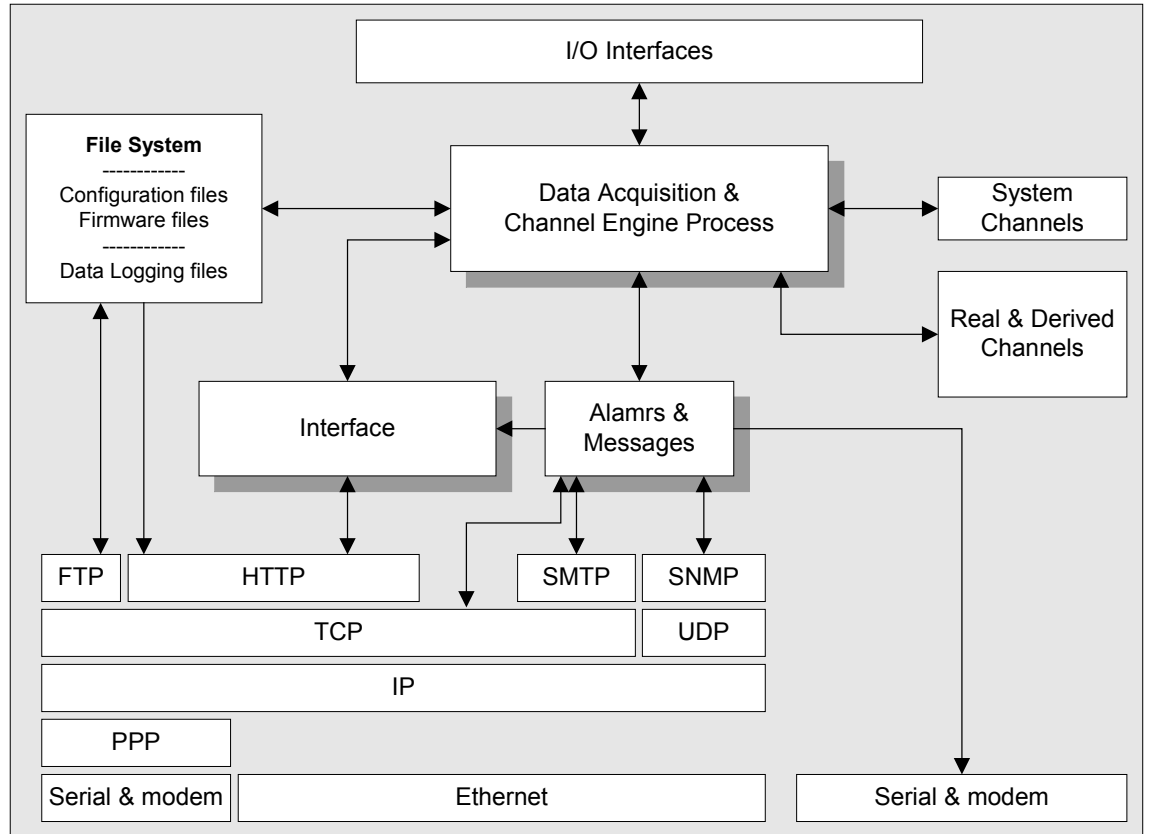 I/O Interfaces
File System
------------
Configuration files
Firmware files
------------
Data Logging files
Data Acquisition &
Channel Engine Process
System
Channels
Real & Derived
Channels
Interface
Alamrs &
Messages
FTP
HTTP
SMTP
SNMP
TCP
UDP
IP
PPP
Serial & modem
Ethernet
Serial & modem